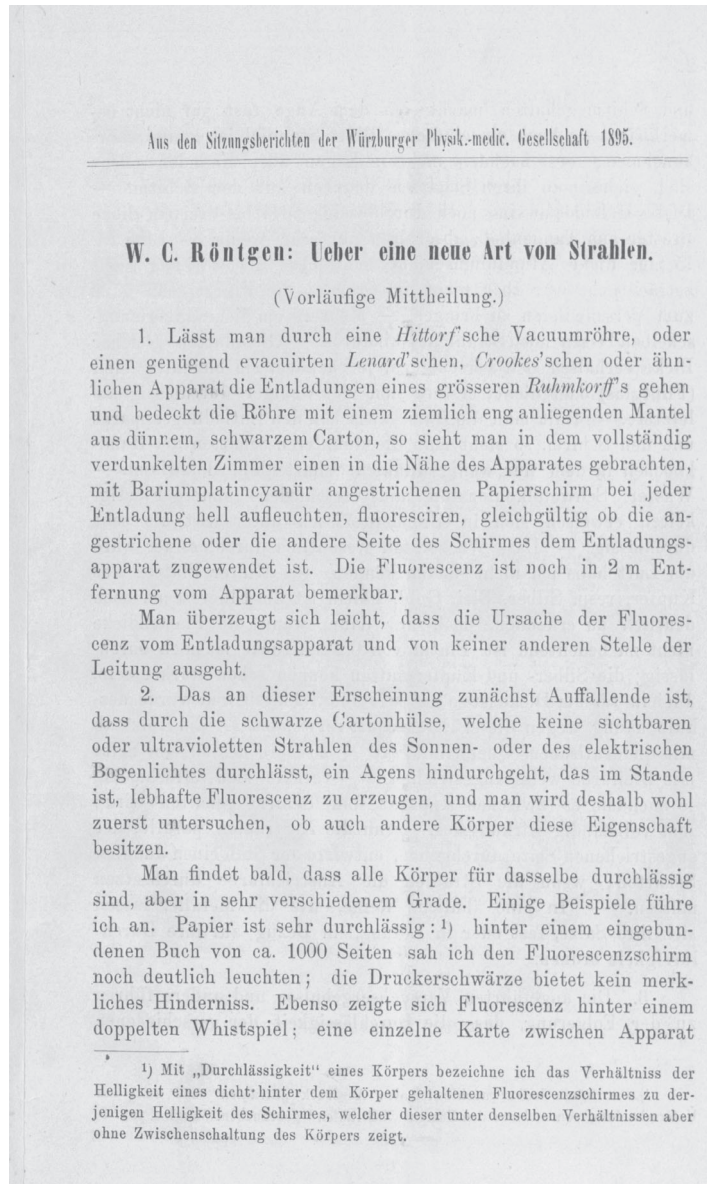 Aus den Sitzungsberichten der Würzburger Physik.-medic. Gesellschaft 1895.
W. C. Röntgen: Ueber eine neue Art von Strahlen.
(Vorläufige Mittheilung.)
1. Lässt man durch eine Hittorf'sche Vacuumröhre, oder
einen genügend evacuirten Lenard'schen, Crookes'schen oder ähn-
lichen Apparat die Entladungen eines grösseren Ruhmkorff's gehen
und bedeckt die Röhre mit einem ziemlich eng anliegenden Mantel
aus dünnem, schwarzem Carton, so sieht man in dem vollständig
verdunkelten Zimmer einen in die Nähe des Apparates gebrachten,
mit Bariumplatincyanür angestrichenen Papierschirm bei jeder
Entladung hell aufleuchten, fluoresciren, gleichgültig ob die an-
gestrichene oder die andere Seite des Schirmes dem Entladungs-
apparat zugewendet ist. Die Fluorescenz ist noch in 2 m Ent-
fernung vom Apparat bemerkbar.
Man überzeugt sich leicht, dass die Ursache der Fluores-
cenz vom Entladungsapparat und von keiner anderen Stelle der
Leitung ausgeht.
2. Das an dieser Erscheinung zunächst Auffallende ist,
dass durch die schwarze Cartonhülse, welche keine sichtbaren
oder ultravioletten Strahlen des Sonnen- oder des elektrischen
Bogenlichtes durchlässt, ein Agens hindurchgeht, das im Stande
ist, lebhafte Fluorescenz zu erzeugen, und man wird deshalb wohl
zuerst untersuchen, ob auch andere Körper diese Eigenschaft
besitzen.
Man findet bald, dass alle Körper für dasselbe durchlässig
sind, aber in sehr verschiedenem Grade. Einige Beispiele führe
ich an. Papier ist sehr durchlässig: ¹) hinter einem eingebun-
denen Buch von ca. 1000 Seiten sah ich den Fluorescenzschirm
noch deutlich leuchten; die Druckerschwärze bietet kein merk-
liches Hinderniss. Ebenso zeigte sich Fluorescenz hinter einem
doppelten Whistspiel; eine einzelne Karte zwischen Apparat
¹) Mit „Durchlässigkeit“ eines Körpers bezeichne ich das Verhältniss der
Helligkeit eines dicht hinter dem Körper gehaltenen Fluorescenzschirmes zu der-
jenigen Helligkeit des Schirmes, welcher dieser unter denselben Verhältnissen aber
ohne Zwischenschaltung des Körpers zeigt.